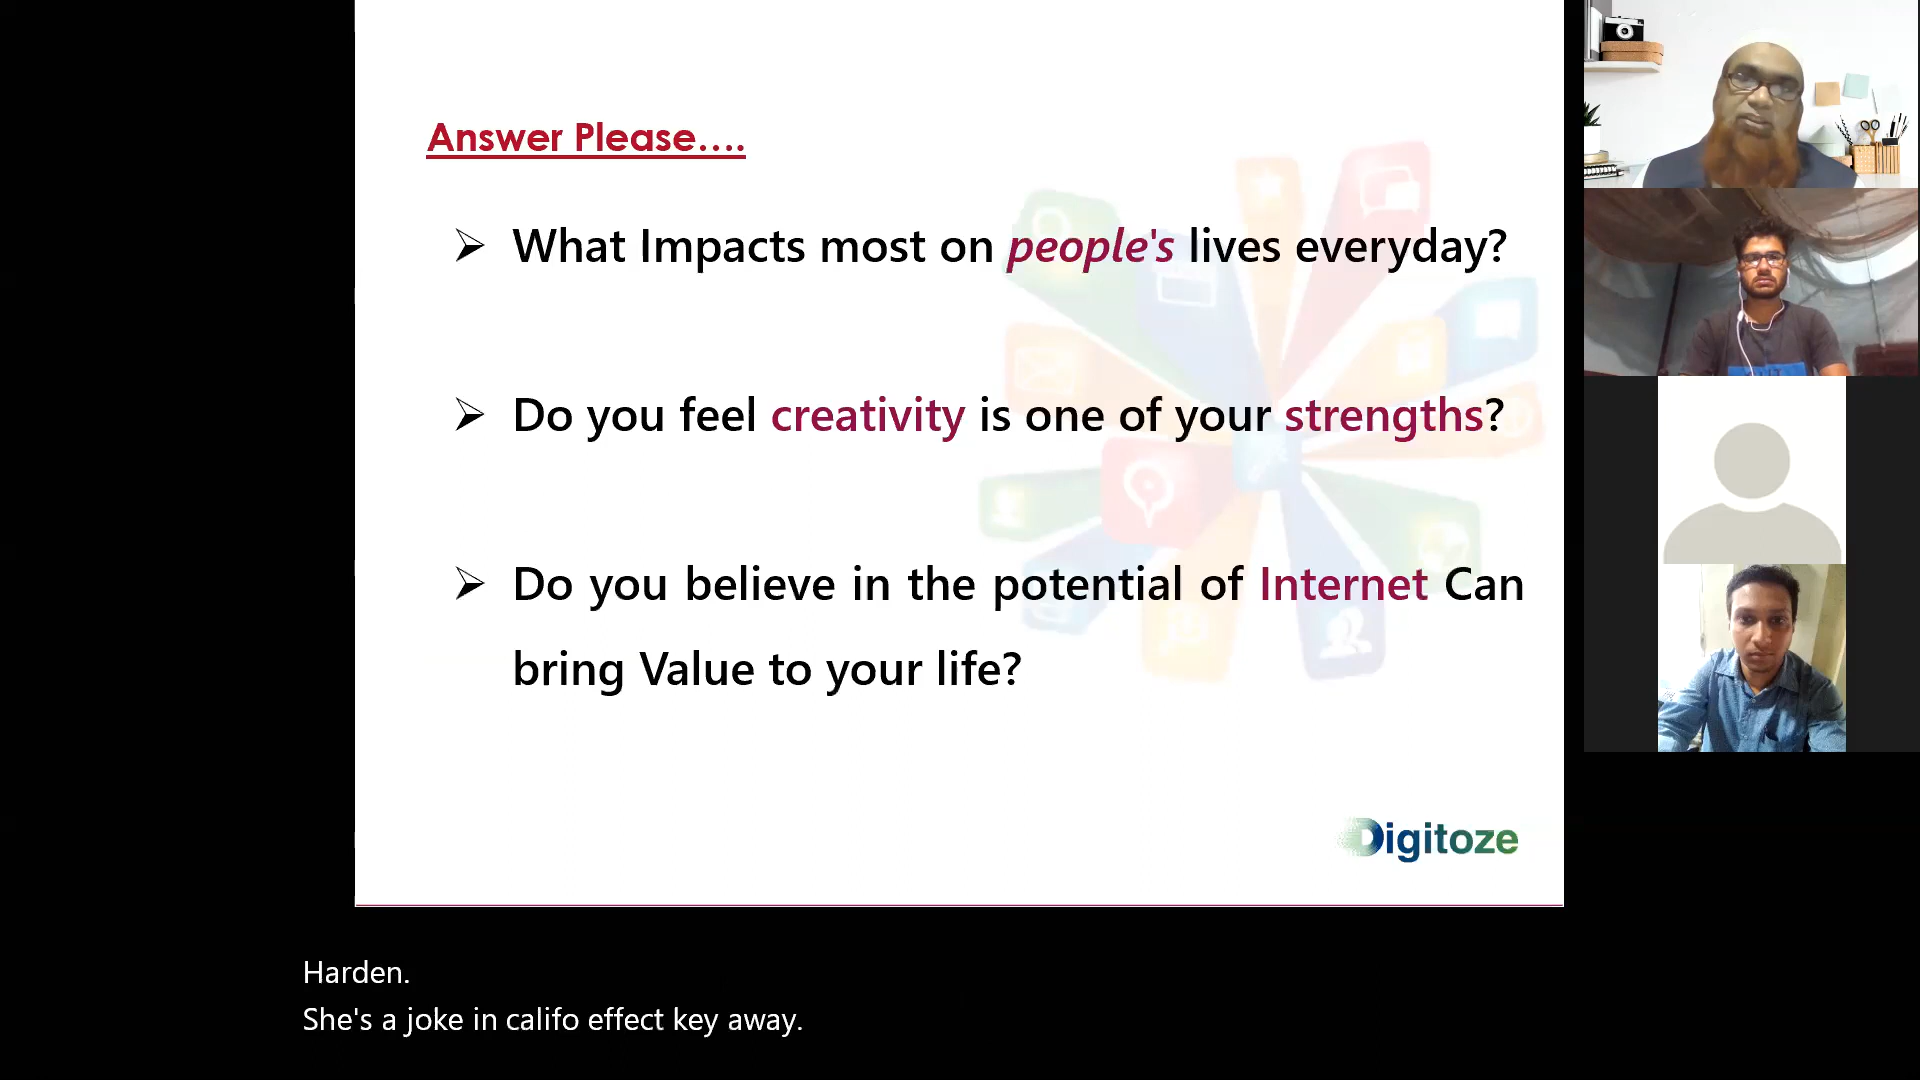 Answer Please....
➢ What Impacts most on people's lives everyday?
➢ Do you feel creativity is one of your strengths?
➢ Do you believe in the potential of Internet Can
bring Value to your life?
Digitoze
Harden.
She's a joke in califo effect key away.